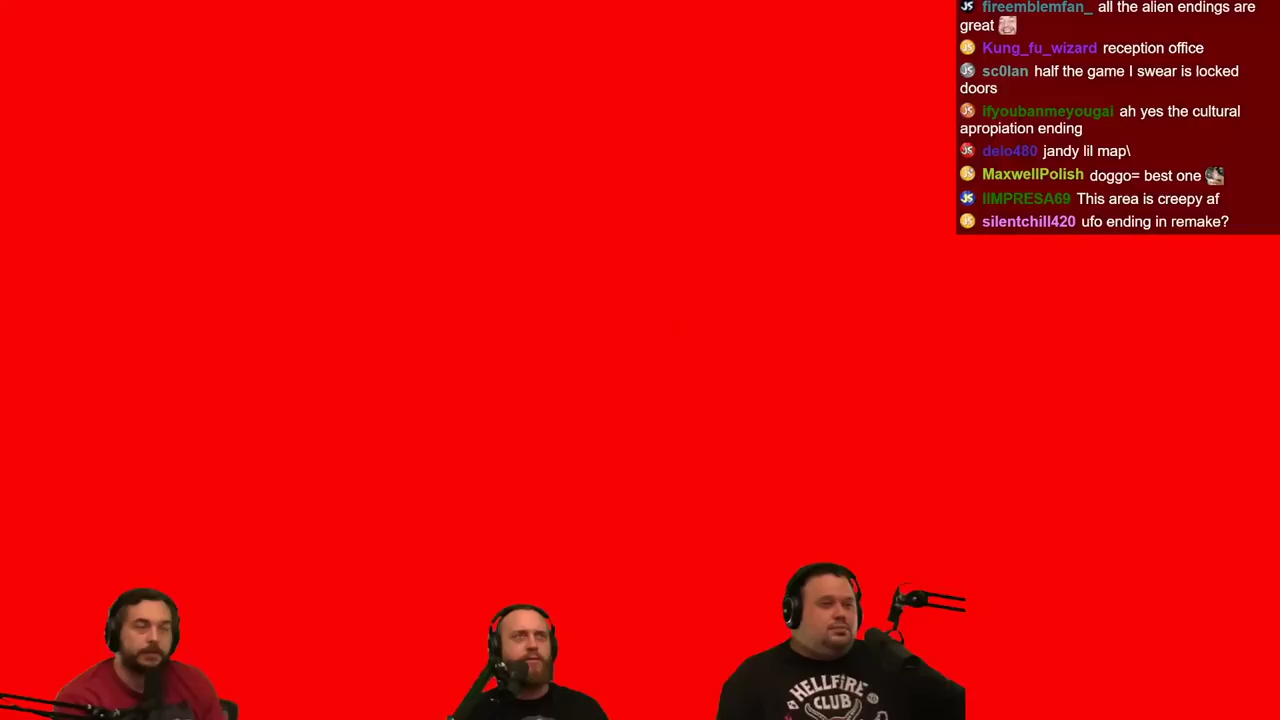 fireemblemfan_ all the alien endings are
great
Kung_fu_wizard reception office
sc0lan half the game I swear is locked
doors
ifyoubanmeyougai ah yes the cultural
apropiation ending
delo480 jandy lil map\
MaxwellPolish doggo= best one
IIMPRESA69 This area is creepy af
silentchill420 ufo ending in remake?
HELLFIRE
CLUB